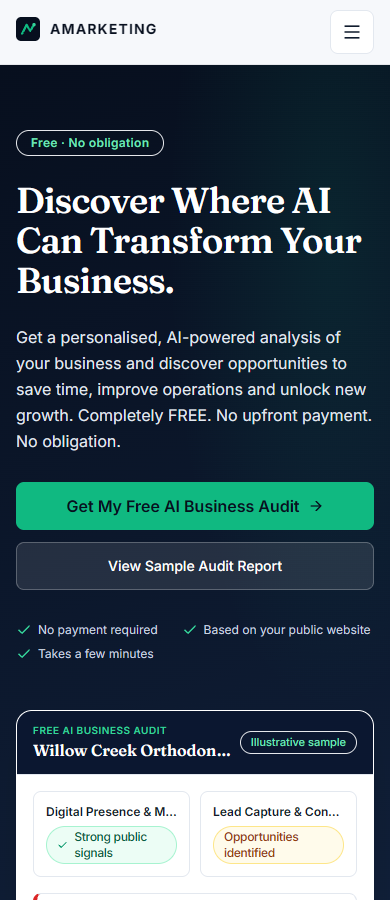 AMARKETING
Free · No obligation
Discover Where AI
Can Transform Your
Business.
Get a personalised, AI-powered analysis of
your business and discover opportunities to
save time, improve operations and unlock new
growth. Completely FREE. No upfront payment.
No obligation.
Get My Free AI Business Audit →
View Sample Audit Report
No payment required
Based on your public website
Takes a few minutes
FREE AI BUSINESS AUDIT
Willow Creek Orthodon...
Illustrative sample
Digital Presence & M...
Strong public
signals
Lead Capture & Con...
Opportunities
identified